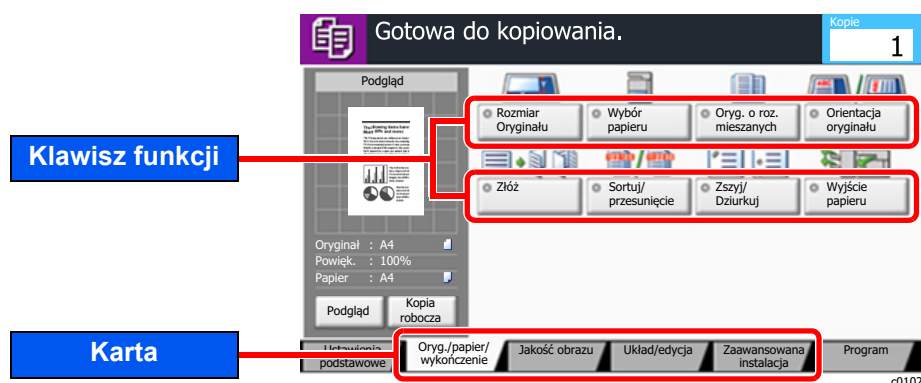 Gotowa do kopiowania.
Kopie
1
Podgląd
Rozmiar
Oryginału
Wybór
papieru
Oryg. o roz.
mieszanych
Orientacja
oryginału
Klawisz funkcji
Złóż
Sortuj/
przesunięcie
Zszyj/
Dziurkuj
Wyjście
papieru
Oryginał : A4
Powięk. : 100%
Papier : A4
Podgląd
Kopia
robocza
Karta
Ustawienia
podstawowe
Oryg./papier/
wykończenie
Jakość obrazu
Układ/edycja
Zaawansowana
instalacja
Program